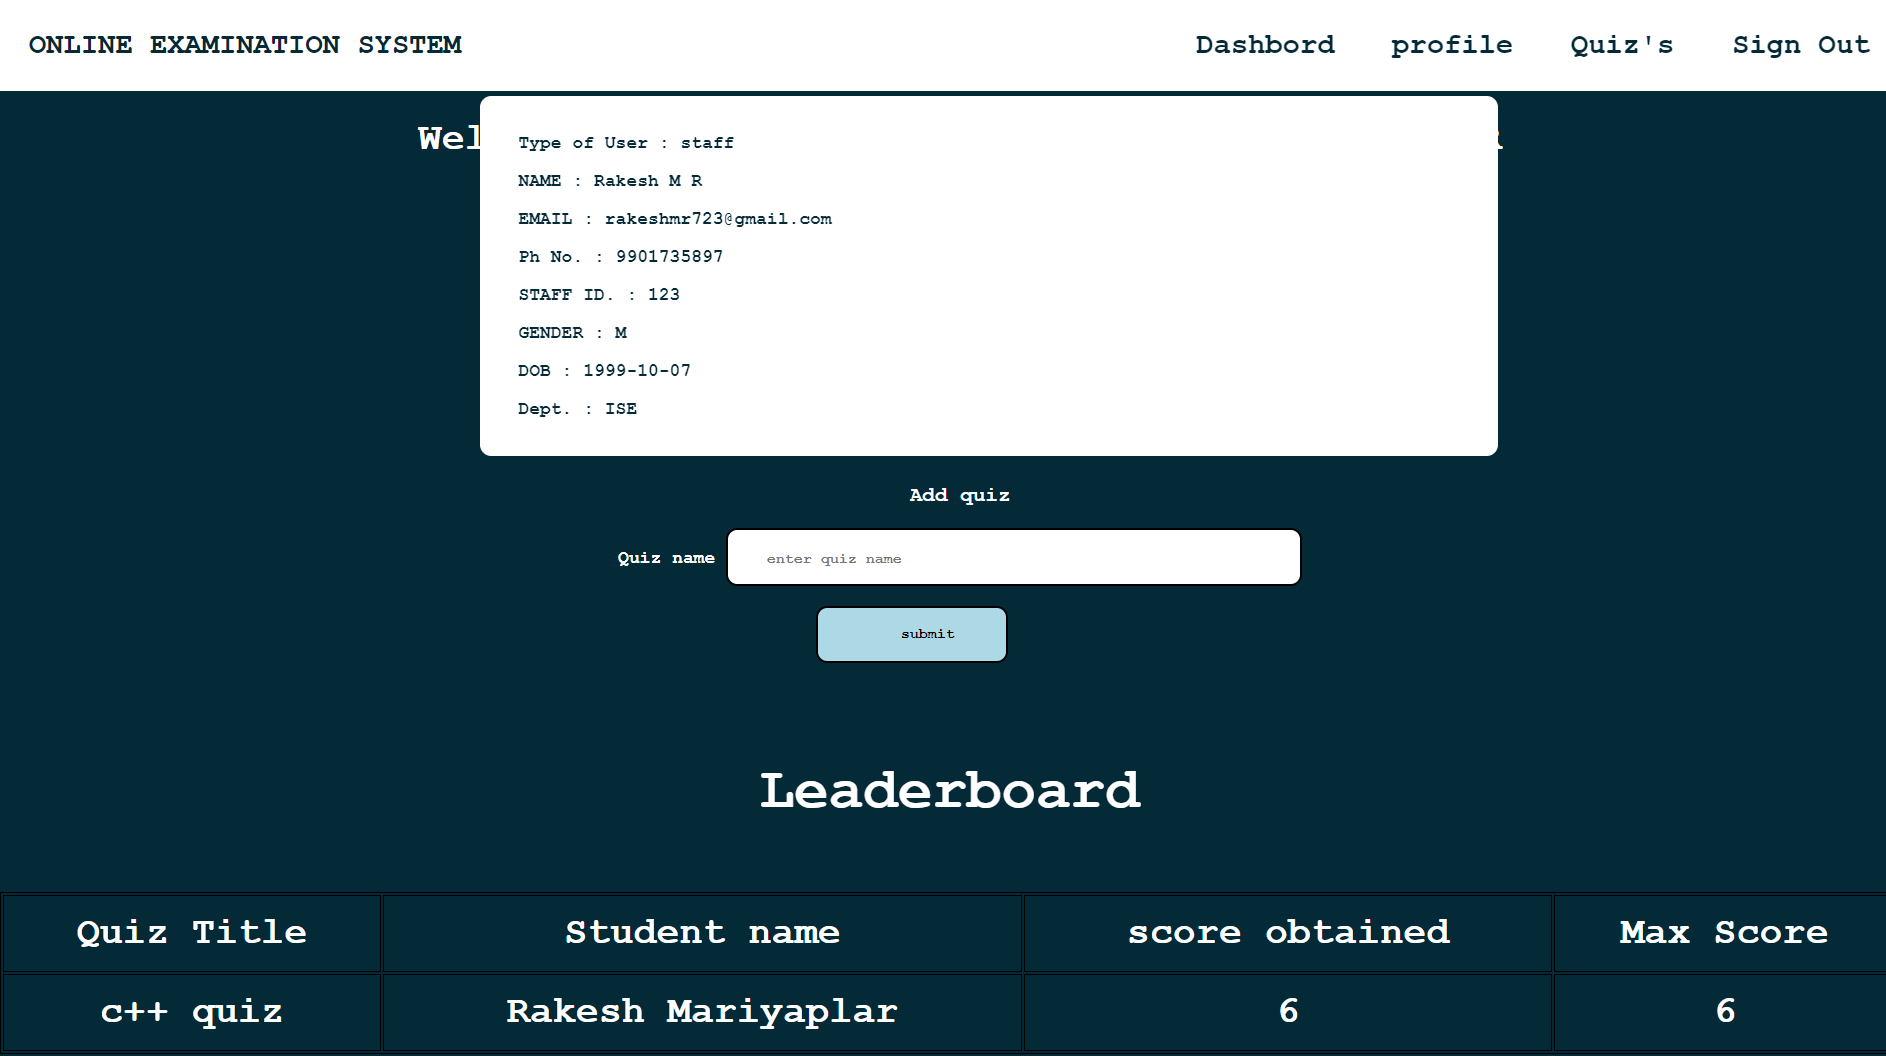 ONLINE EXAMINATION SYSTEM Dashbord profile Quiz's Sign Out
Type of User : staff
NAME : Rakesh M R
EMAIL : rakeshmr723@gmail.com
Ph No. : 9901735897
STAFF ID. : 123
GENDER : M
DOB : 1999-10-07
Dept. : ISE
Add quiz
Quiz name enter quiz name
submit
Leaderboard
Quiz Title Student name score obtained Max Score
c++ quiz Rakesh Mariyaplar 6 6